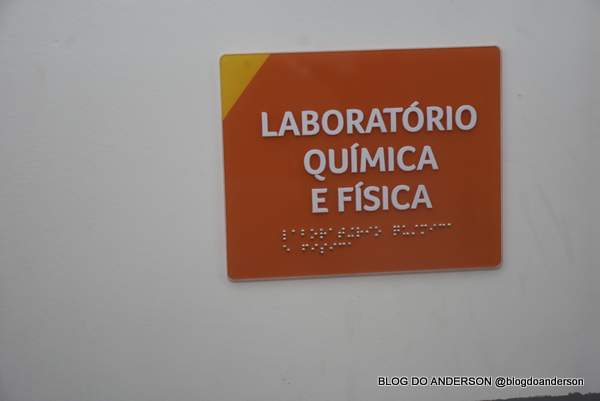 LABORATÓRIO
QUÍMICA
E FÍSICA
BLOG DO ANDERSON @blogdoanderson